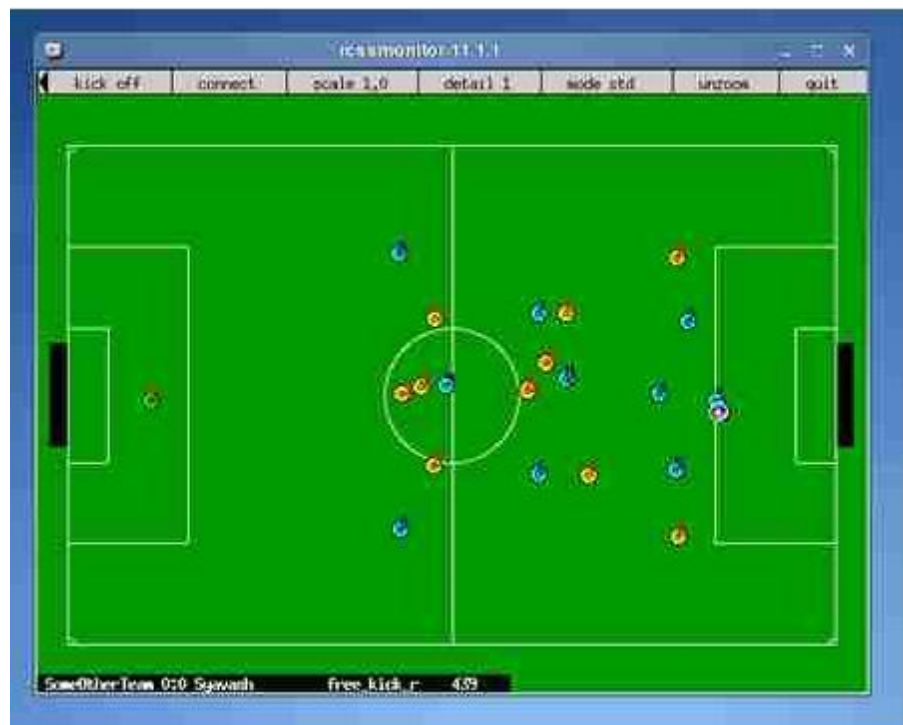 rcssmonitor 11.1.1
kick off connect scale 1.0 detail 1 mode std unzoom quit
SomeOtherTeam 0:0 Syavash free_kick_r 439